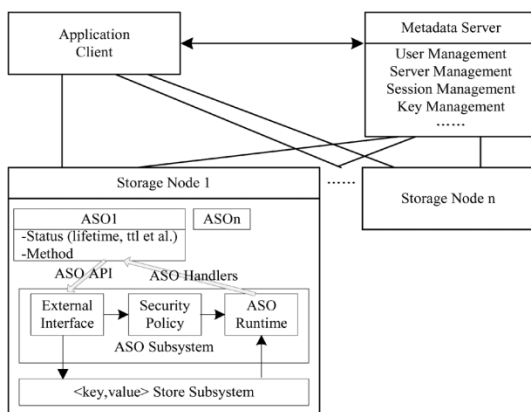 Application
Client
Metadata Server
User Management
Server Management
Session Management
Key Management
......
Storage Node 1
......
Storage Node n
ASO1
ASOn
-Status (lifetime, ttl et al.)
-Method
ASO API
ASO Handlers
External
Interface
Security
Policy
ASO
Runtime
ASO Subsystem
<key,value> Store Subsystem